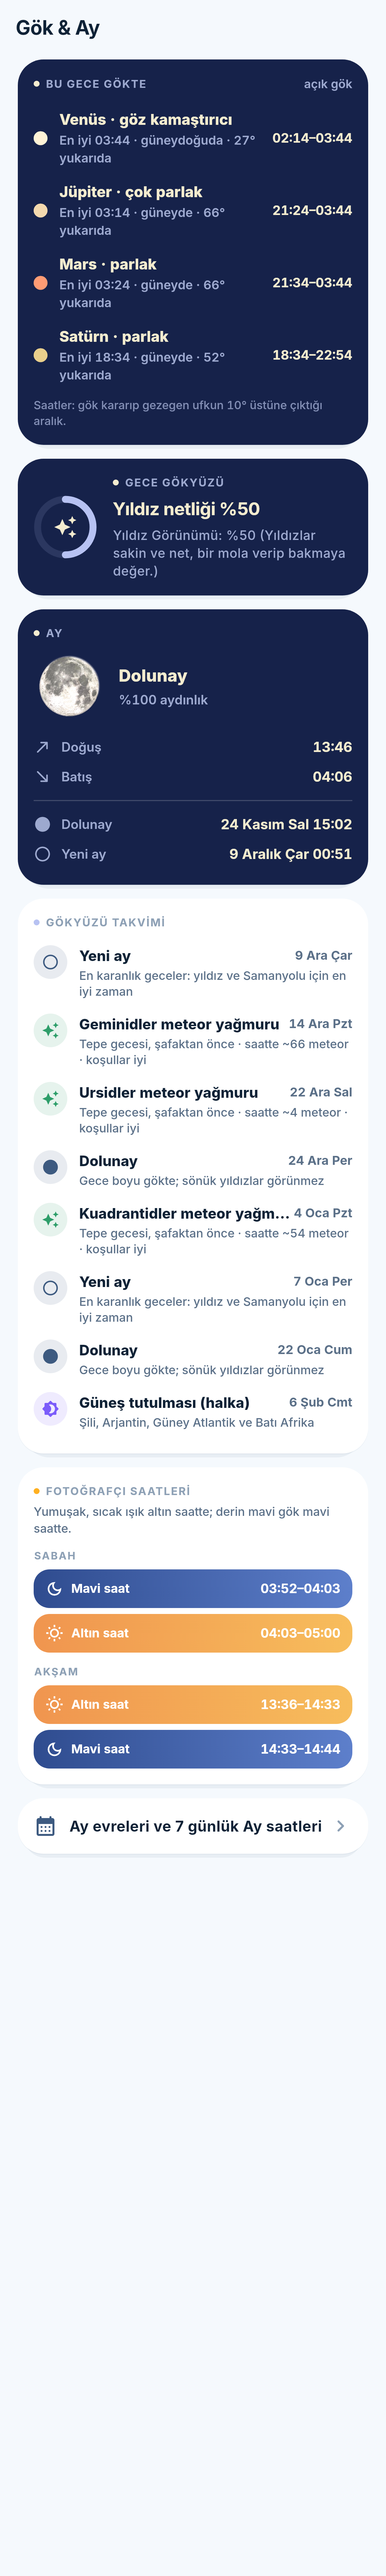 Gök & Ay
BU GECE GÖKTE
açık gök
Venüs · göz kamaştırıcı
En iyi 03:44 · güneydoğuda · 27°
yukarıda
02:14–03:44
Jüpiter · çok parlak
En iyi 03:14 · güneyde · 66°
yukarıda
21:24–03:44
Mars · parlak
En iyi 03:24 · güneyde · 66°
yukarıda
21:34–03:44
Satürn · parlak
En iyi 18:34 · güneyde · 52°
yukarıda
18:34–22:54
Saatler: gök kararıp gezegen ufkun 10° üstüne çıktığı
aralık.
GECE GÖKYÜZÜ
Yıldız netliği %50
Yıldız Görünümü: %50 (Yıldızlar
sakin ve net, bir mola verip bakmaya
değer.)
AY
Dolunay
%100 aydınlık
Doğuş 13:46
Batış 04:06
Dolunay 24 Kasım Sal 15:02
Yeni ay 9 Aralık Çar 00:51
GÖKYÜZÜ TAKVİMİ
Yeni ay 9 Ara Çar
En karanlık geceler: yıldız ve Samanyolu için en
iyi zaman
Geminidler meteor yağmuru 14 Ara Pzt
Tepe gecesi, şafaktan önce · saatte ~66 meteor
· koşullar iyi
Ursidler meteor yağmuru 22 Ara Sal
Tepe gecesi, şafaktan önce · saatte ~4 meteor ·
koşullar iyi
Dolunay 24 Ara Per
Gece boyu gökte; sönük yıldızlar görünmez
Kuadrantidler meteor yağm... 4 Oca Pzt
Tepe gecesi, şafaktan önce · saatte ~54 meteor
· koşullar iyi
Yeni ay 7 Oca Per
En karanlık geceler: yıldız ve Samanyolu için en
iyi zaman
Dolunay 22 Oca Cum
Gece boyu gökte; sönük yıldızlar görünmez
Güneş tutulması (halka) 6 Şub Cmt
Şili, Arjantin, Güney Atlantik ve Batı Afrika
FOTOĞRAFÇI SAATLERİ
Yumuşak, sıcak ışık altın saatte; derin mavi gök mavi
saatte.
SABAH
Mavi saat 03:52–04:03
Altın saat 04:03–05:00
AKŞAM
Altın saat 13:36–14:33
Mavi saat 14:33–14:44
Ay evreleri ve 7 günlük Ay saatleri